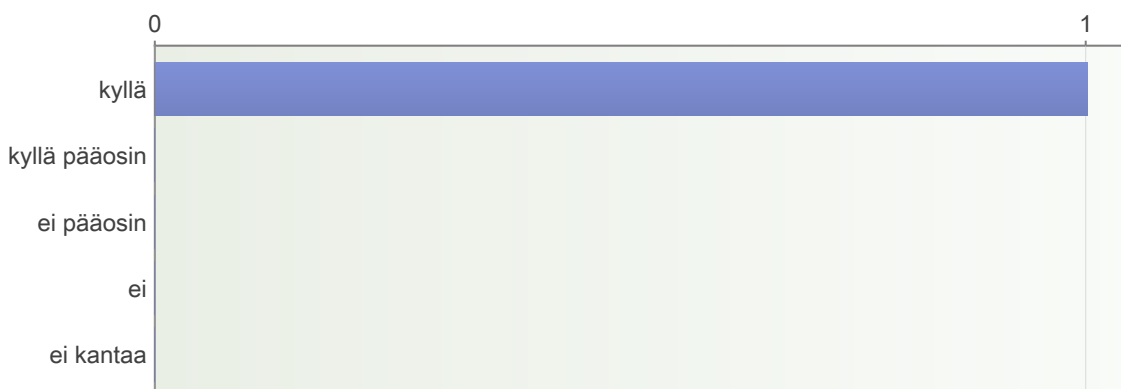 0 1
kyllä
kyllä pääosin
ei pääosin
ei
ei kantaa